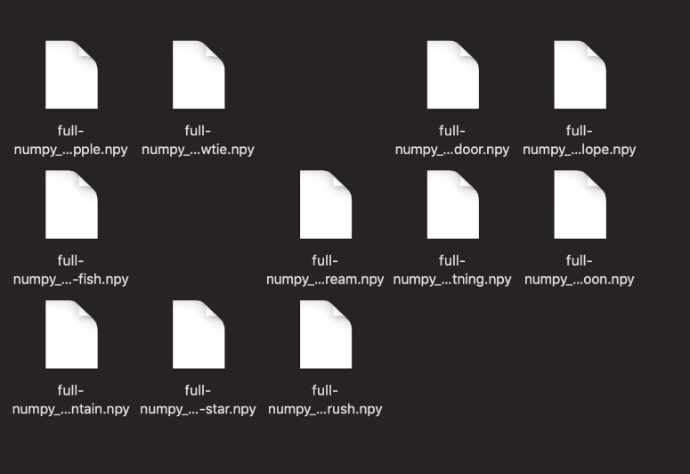 full-
numpy_...pple.npy
full-
numpy_...wtie.npy
full-
numpy_...door.npy
full-
numpy_...lope.npy
full-
numpy_...-fish.npy
full-
numpy_...ream.npy
full-
numpy_...tning.npy
full-
numpy_...oon.npy
full-
numpy_...ntain.npy
full-
numpy_...-star.npy
full-
numpy_...rush.npy